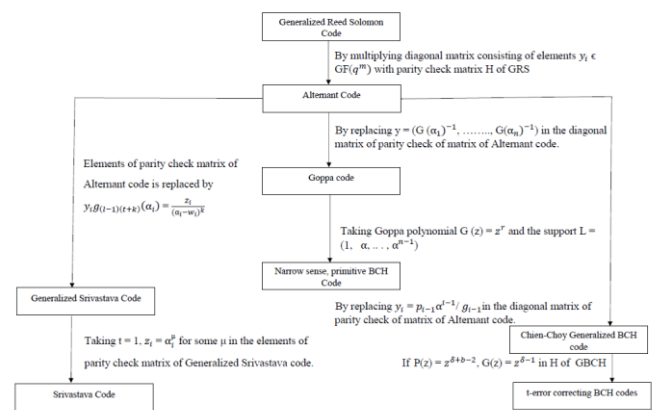 Generalized Reed Solomon
Code
By multiplying diagonal matrix consisting of elements yᵢ ϵ
GF(qᵐ) with parity check matrix H of GRS
Alternant Code
By replacing y = (G (α₁)⁻¹, ........, G(αₙ)⁻¹) in the diagonal
matrix of parity check of matrix of Alternant code.
Elements of parity check matrix of
Alternant code is replaced by
yᵢg₍ₗ₋₁₎₍ₜ₊ₖ₎(αᵢ) = zᵢ/(αᵢ−wₗ)ᵏ
Goppa code
Taking Goppa polynomial G (z) = zʳ and the support L =
(1, α, … , αⁿ⁻¹)
Narrow sense, primitive BCH
Code
Generalized Srivastava Code
By replacing yᵢ = pᵢ₋₁αⁱ⁻¹/ gᵢ₋₁in the diagonal matrix of
parity check of matrix of Alternant code.
Chien-Choy Generalized BCH
code
Taking t = 1, zᵢ = αᵢ^μ for some μ in the elements of
parity check matrix of Generalized Srivastava code.
If P(z) = z^(δ+b−2), G(z) = z^(δ−1) in H of GBCH
Srivastava Code
t-error correcting BCH codes